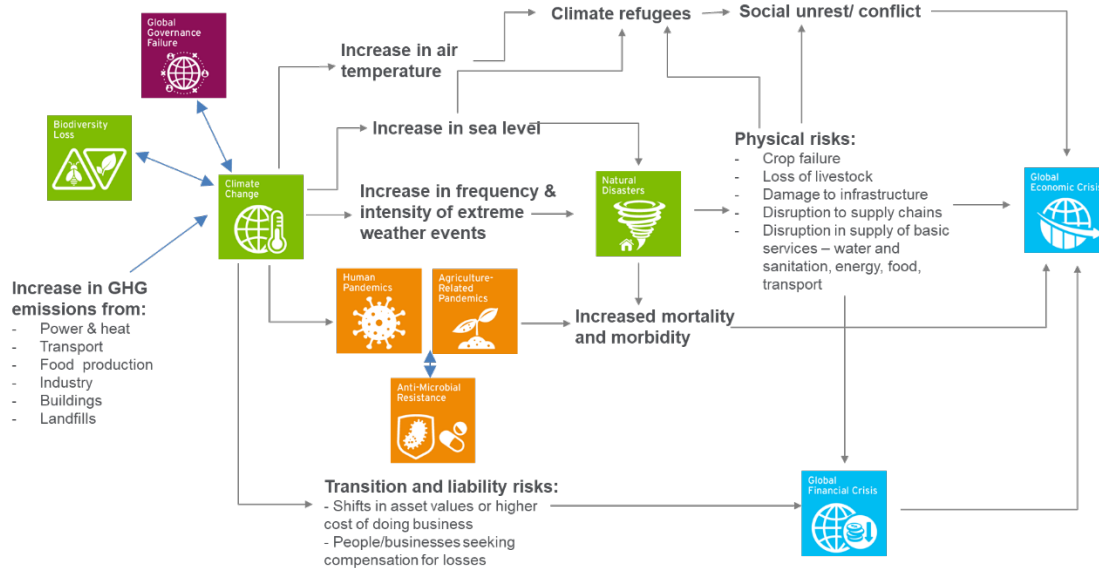 Global
Governance
Failure
Climate refugees
Social unrest/ conflict
Increase in air
temperature
Biodiversity
Loss
Increase in sea level
Physical risks:
- Crop failure
- Loss of livestock
- Damage to infrastructure
- Disruption to supply chains
- Disruption in supply of basic
services – water and
sanitation, energy, food,
transport
Climate
Change
Increase in frequency &
intensity of extreme
weather events
Natural
Disasters
Global
Economic Crisis
Increase in GHG
emissions from:
- Power & heat
- Transport
- Food production
- Industry
- Buildings
- Landfills
Human
Pandemics
Agriculture-
Related Pandemics
Increased mortality
and morbidity
Anti-Microbial
Resistance
Transition and liability risks:
- Shifts in asset values or higher
cost of doing business
- People/businesses seeking
compensation for losses
Global
Financial Crisis